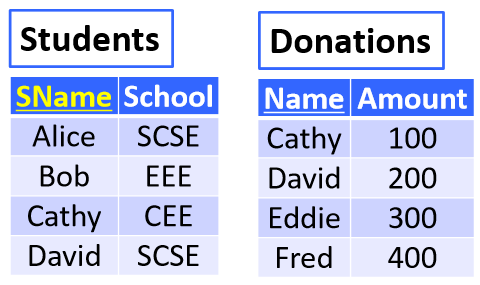 Students
SName School
Alice SCSE
Bob EEE
Cathy CEE
David SCSE
Donations
Name Amount
Cathy 100
David 200
Eddie 300
Fred 400